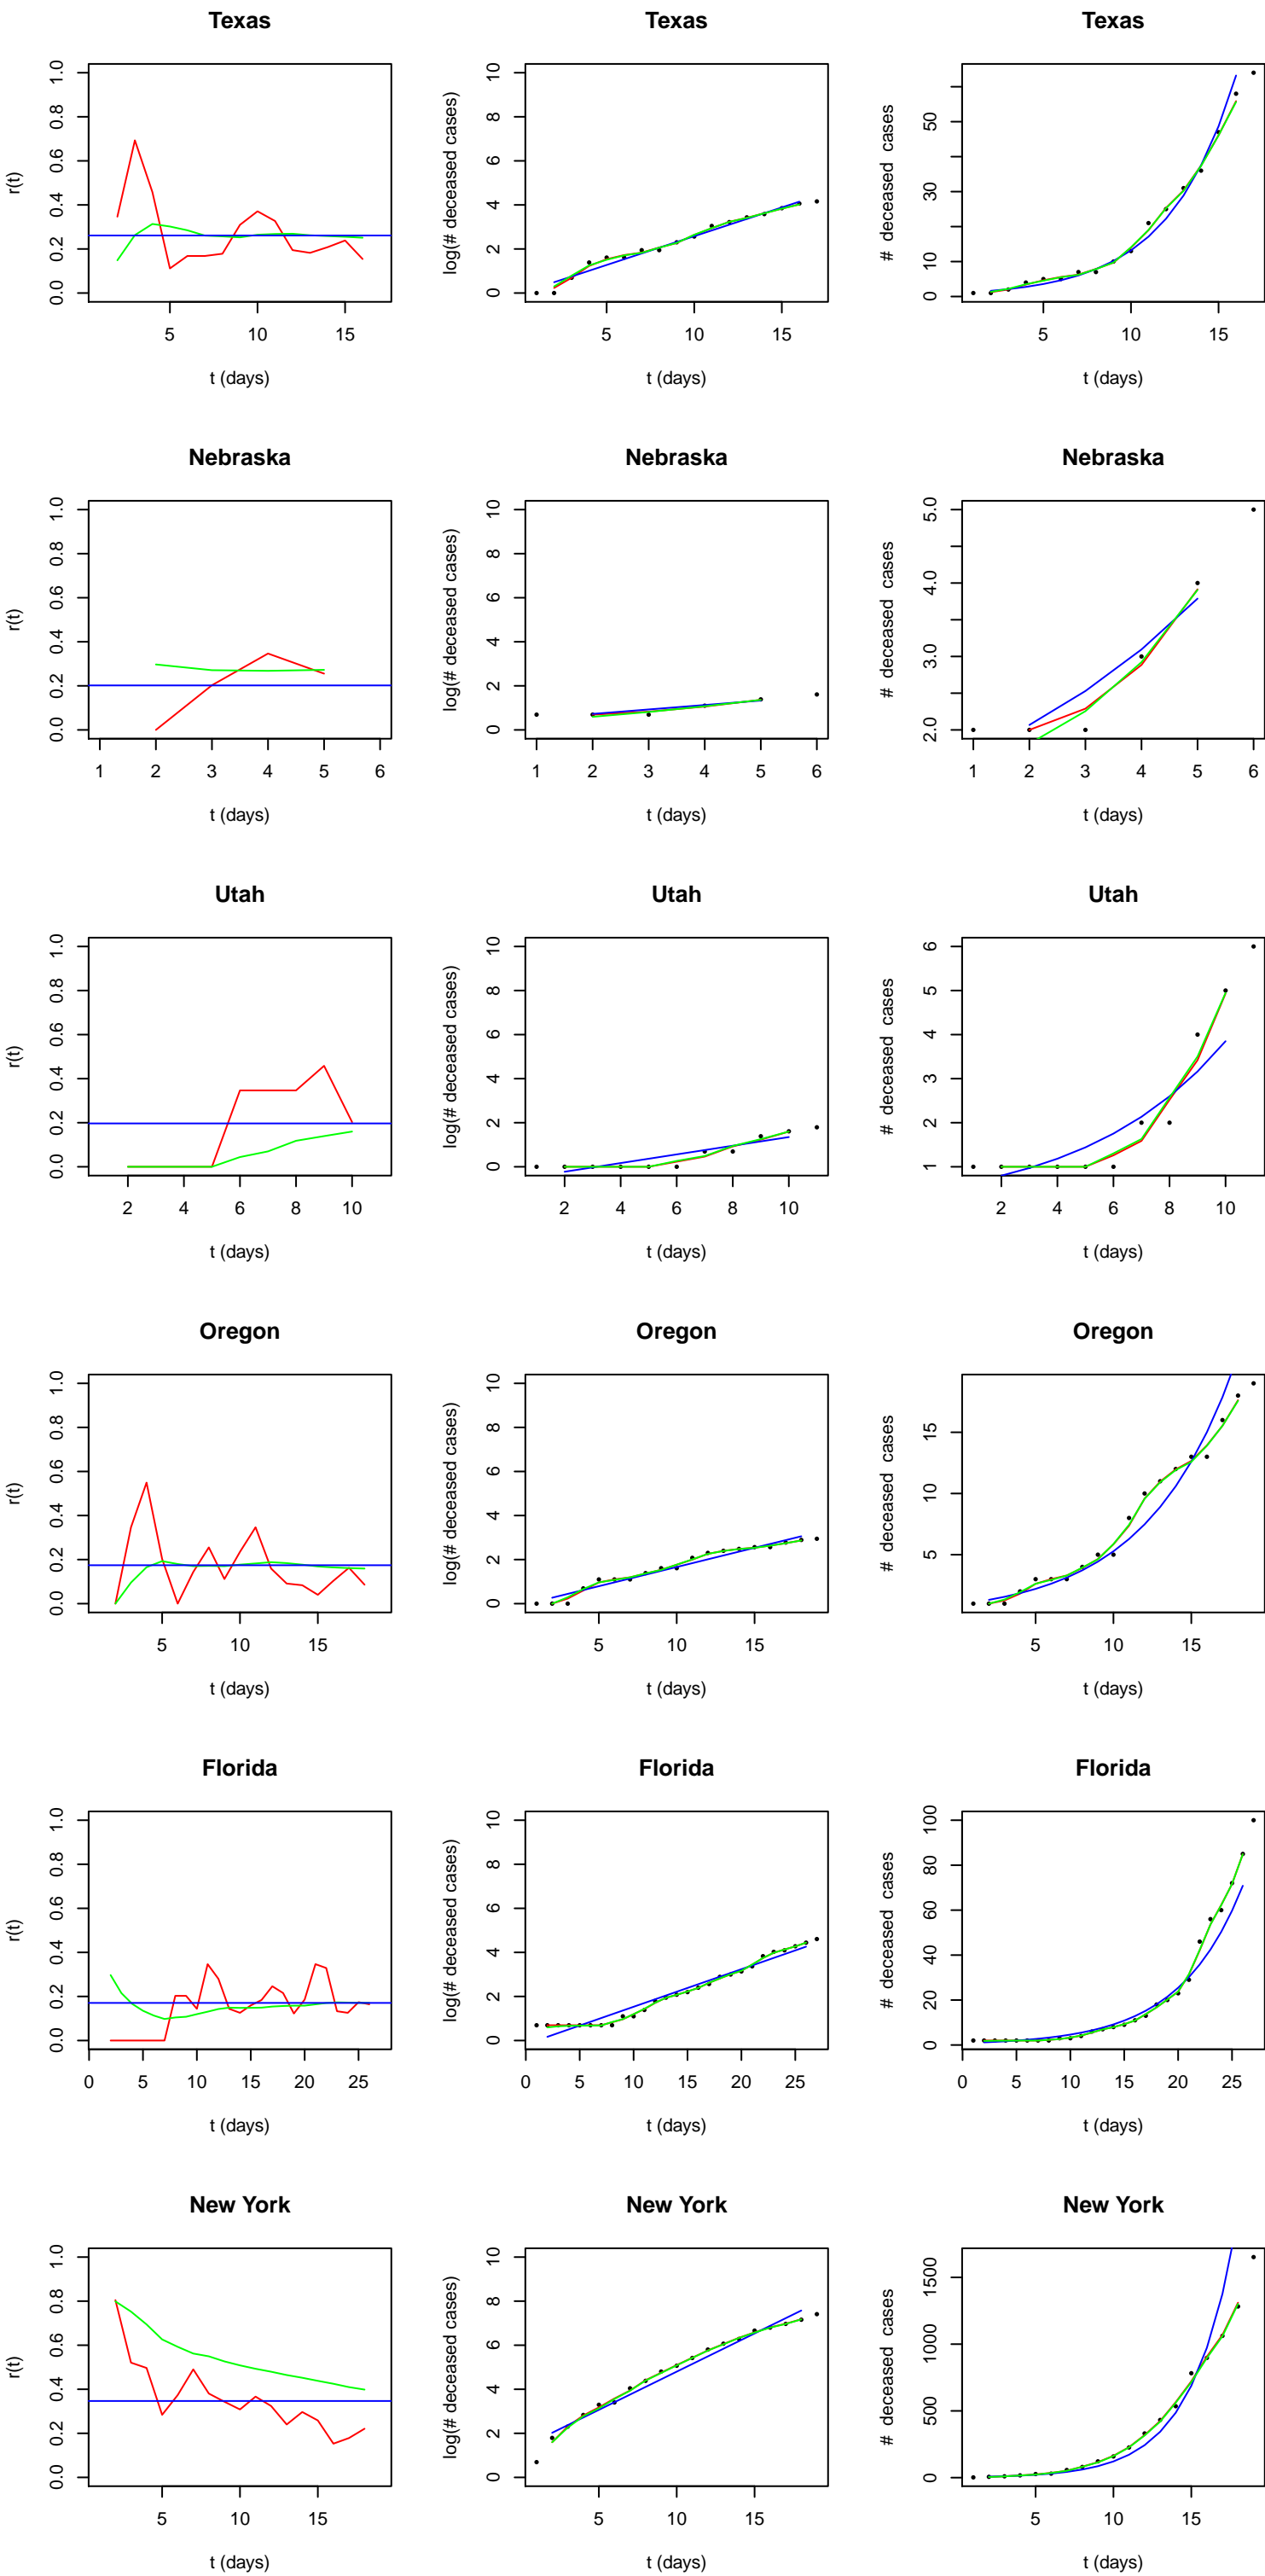 Texas Texas Texas
r(t) 0.0 0.2 0.4 0.6 0.8 1.0
log(# deceased cases) 0 2 4 6 8 10
# deceased cases 0 10 30 50
5 10 15 5 10 15 5 10 15
t (days) t (days) t (days)
Nebraska Nebraska Nebraska
r(t) 0.0 0.2 0.4 0.6 0.8 1.0
log(# deceased cases) 0 2 4 6 8 10
# deceased cases 2.0 3.0 4.0 5.0
1 2 3 4 5 6 1 2 3 4 5 6 1 2 3 4 5 6
t (days) t (days) t (days)
Utah Utah Utah
r(t) 0.0 0.2 0.4 0.6 0.8 1.0
log(# deceased cases) 0 2 4 6 8 10
# deceased cases 1 2 3 4 5 6
2 4 6 8 10 2 4 6 8 10 2 4 6 8 10
t (days) t (days) t (days)
Oregon Oregon Oregon
r(t) 0.0 0.2 0.4 0.6 0.8 1.0
log(# deceased cases) 0 2 4 6 8 10
# deceased cases 5 10 15
5 10 15 5 10 15 5 10 15
t (days) t (days) t (days)
Florida Florida Florida
r(t) 0.0 0.2 0.4 0.6 0.8 1.0
log(# deceased cases) 0 2 4 6 8 10
# deceased cases 0 20 40 60 80 100
0 5 10 15 20 25 0 5 10 15 20 25 0 5 10 15 20 25
t (days) t (days) t (days)
New York New York New York
r(t) 0.0 0.2 0.4 0.6 0.8 1.0
log(# deceased cases) 0 2 4 6 8 10
# deceased cases 0 500 1000 1500
5 10 15 5 10 15 5 10 15
t (days) t (days) t (days)